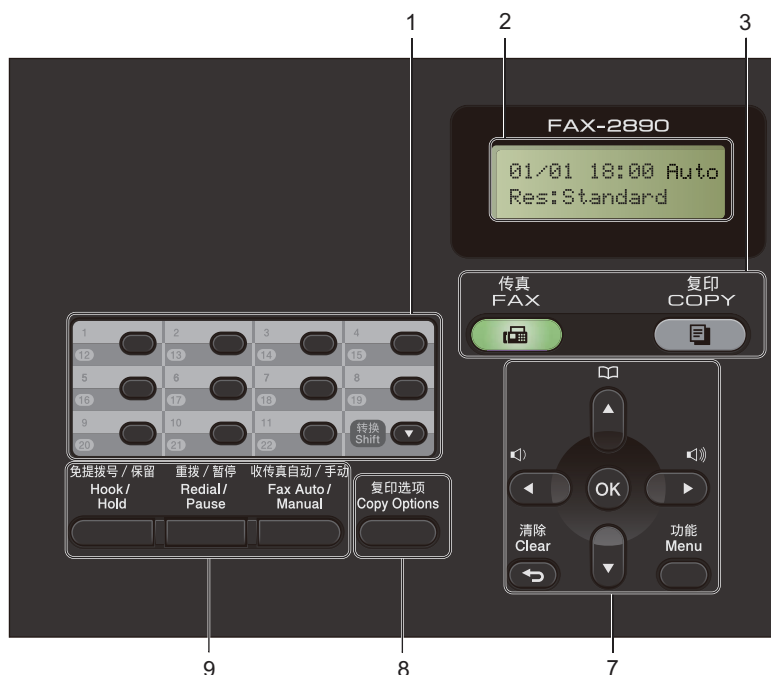 1
2
3
FAX-2890
01/01 18:00 Auto
Res:Standard
传真
FAX
复印
COPY
1 2 3 4
12 13 14 15
5 6 7 8
16 17 18 19
9 10 11
20 21 22
转换
Shift
免提拨号 / 保留
Hook/
Hold
重拨 / 暂停
Redial/
Pause
收传真自动 / 手动
Fax Auto/
Manual
复印选项
Copy Options
OK
清除
Clear
功能
Menu
9
8
7